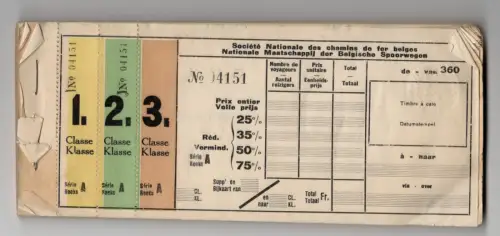 Société Nationale des chemins de fer belges
Nationale Maatschappij der Belgische Spoorwegen
№ 04151
№ 04151
1.
Classe
Klasse
Série
Reeks A
2.
Classe
Klasse
Série
Reeks A
3.
Classe
Klasse
Série
Reeks A
№ 04151
Prix entier
Volle prijs
Réd.
Vormind.
25%
35%
50%
75%
Série
Reeks A
Suppt de
Bijkaart van
CL.
KL.
en
naar
CL.
KL.
Nombre de
voyageurs
Aantal
reizigers
Prix
unitaire
Eenheids-
prijs
Total
Totaal
Total
Totaal Fr.
de - van 360
Timbre à date
Datumstempel
à - naar
via - over